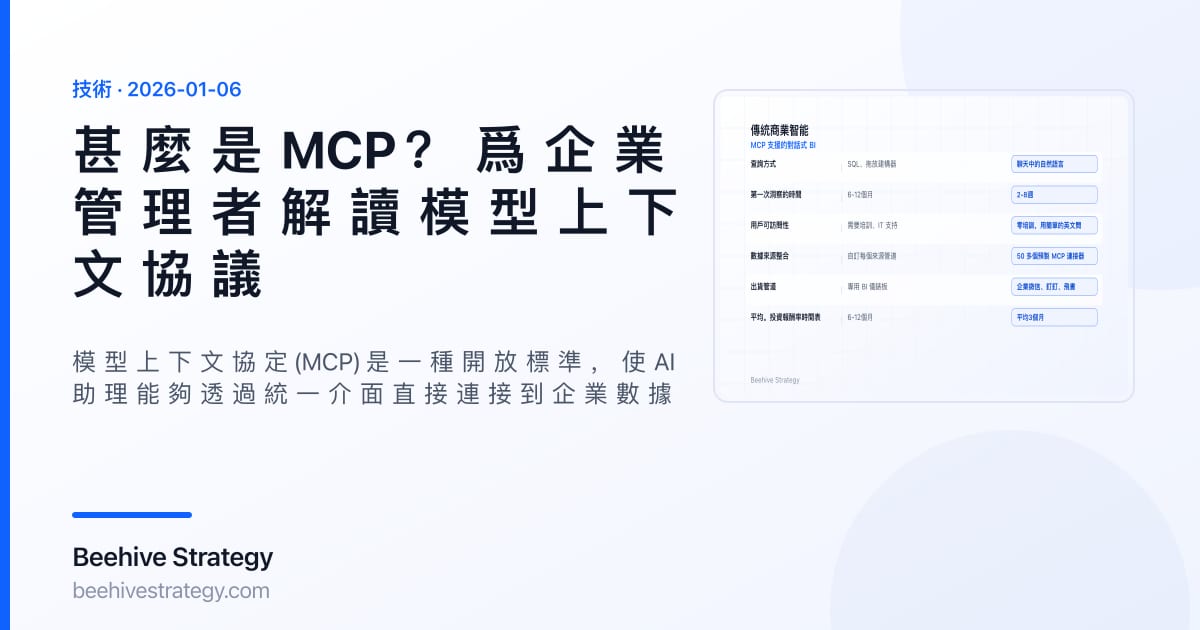 技術 · 2026-01-06
甚麼是 MCP？ 爲企業
管理者解讀模型上下
文協議
模型上下文協定 (MCP) 是一種開放標準， 使 AI
助理能夠透過統一介面直接連接到企業數據
Beehive Strategy
beehivestrategy.com
傳統商業智能
MCP 支援的對話式 BI
查詢方式 SQL、拖放建構器 聊天中的自然語言
第一次洞察的時間 6-12個月 2-8週
用戶可訪問性 需要培訓、IT 支持 零培訓，用簡單的英文問
數據來源整合 自訂每個來源管道 50 多個預製 MCP 連接器
出貨管道 專用 BI 儀錶板 企業微信、釘釘、飛書
平均。投資報酬率時間表 6-12個月 平均3個月
Beehive Strategy